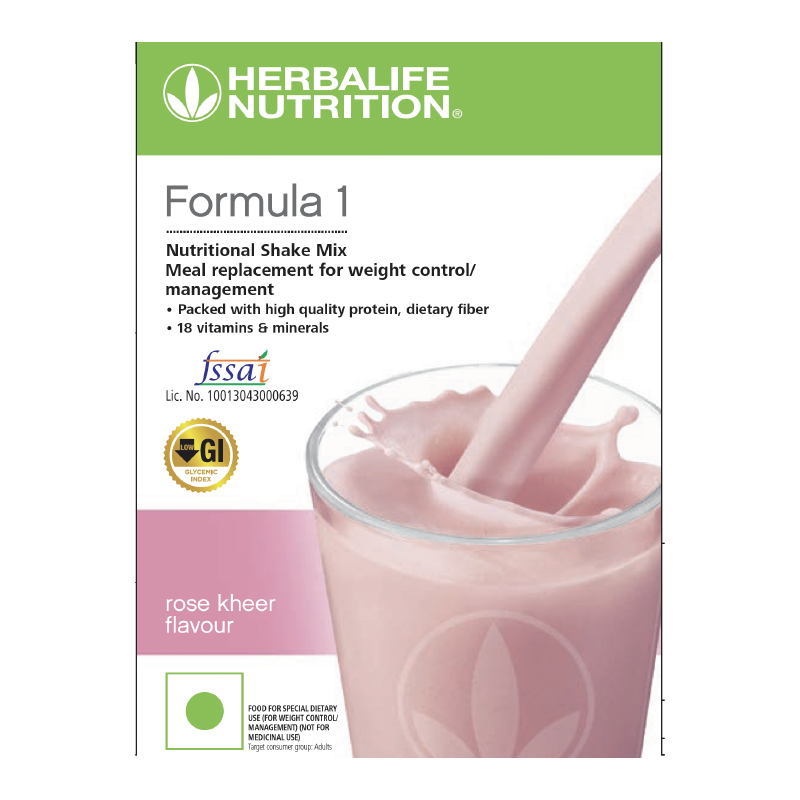 HERBALIFE
NUTRITION®
Formula 1
Nutritional Shake Mix
Meal replacement for weight control/
management
• Packed with high quality protein, dietary fiber
• 18 vitamins & minerals
fssai
Lic. No. 10013043000639
LOW GI
GLYCEMIC
INDEX
rose kheer
flavour
FOOD FOR SPECIAL DIETARY
USE (FOR WEIGHT CONTROL/
MANAGEMENT) (NOT FOR
MEDICINAL USE)
Target consumer group: Adults